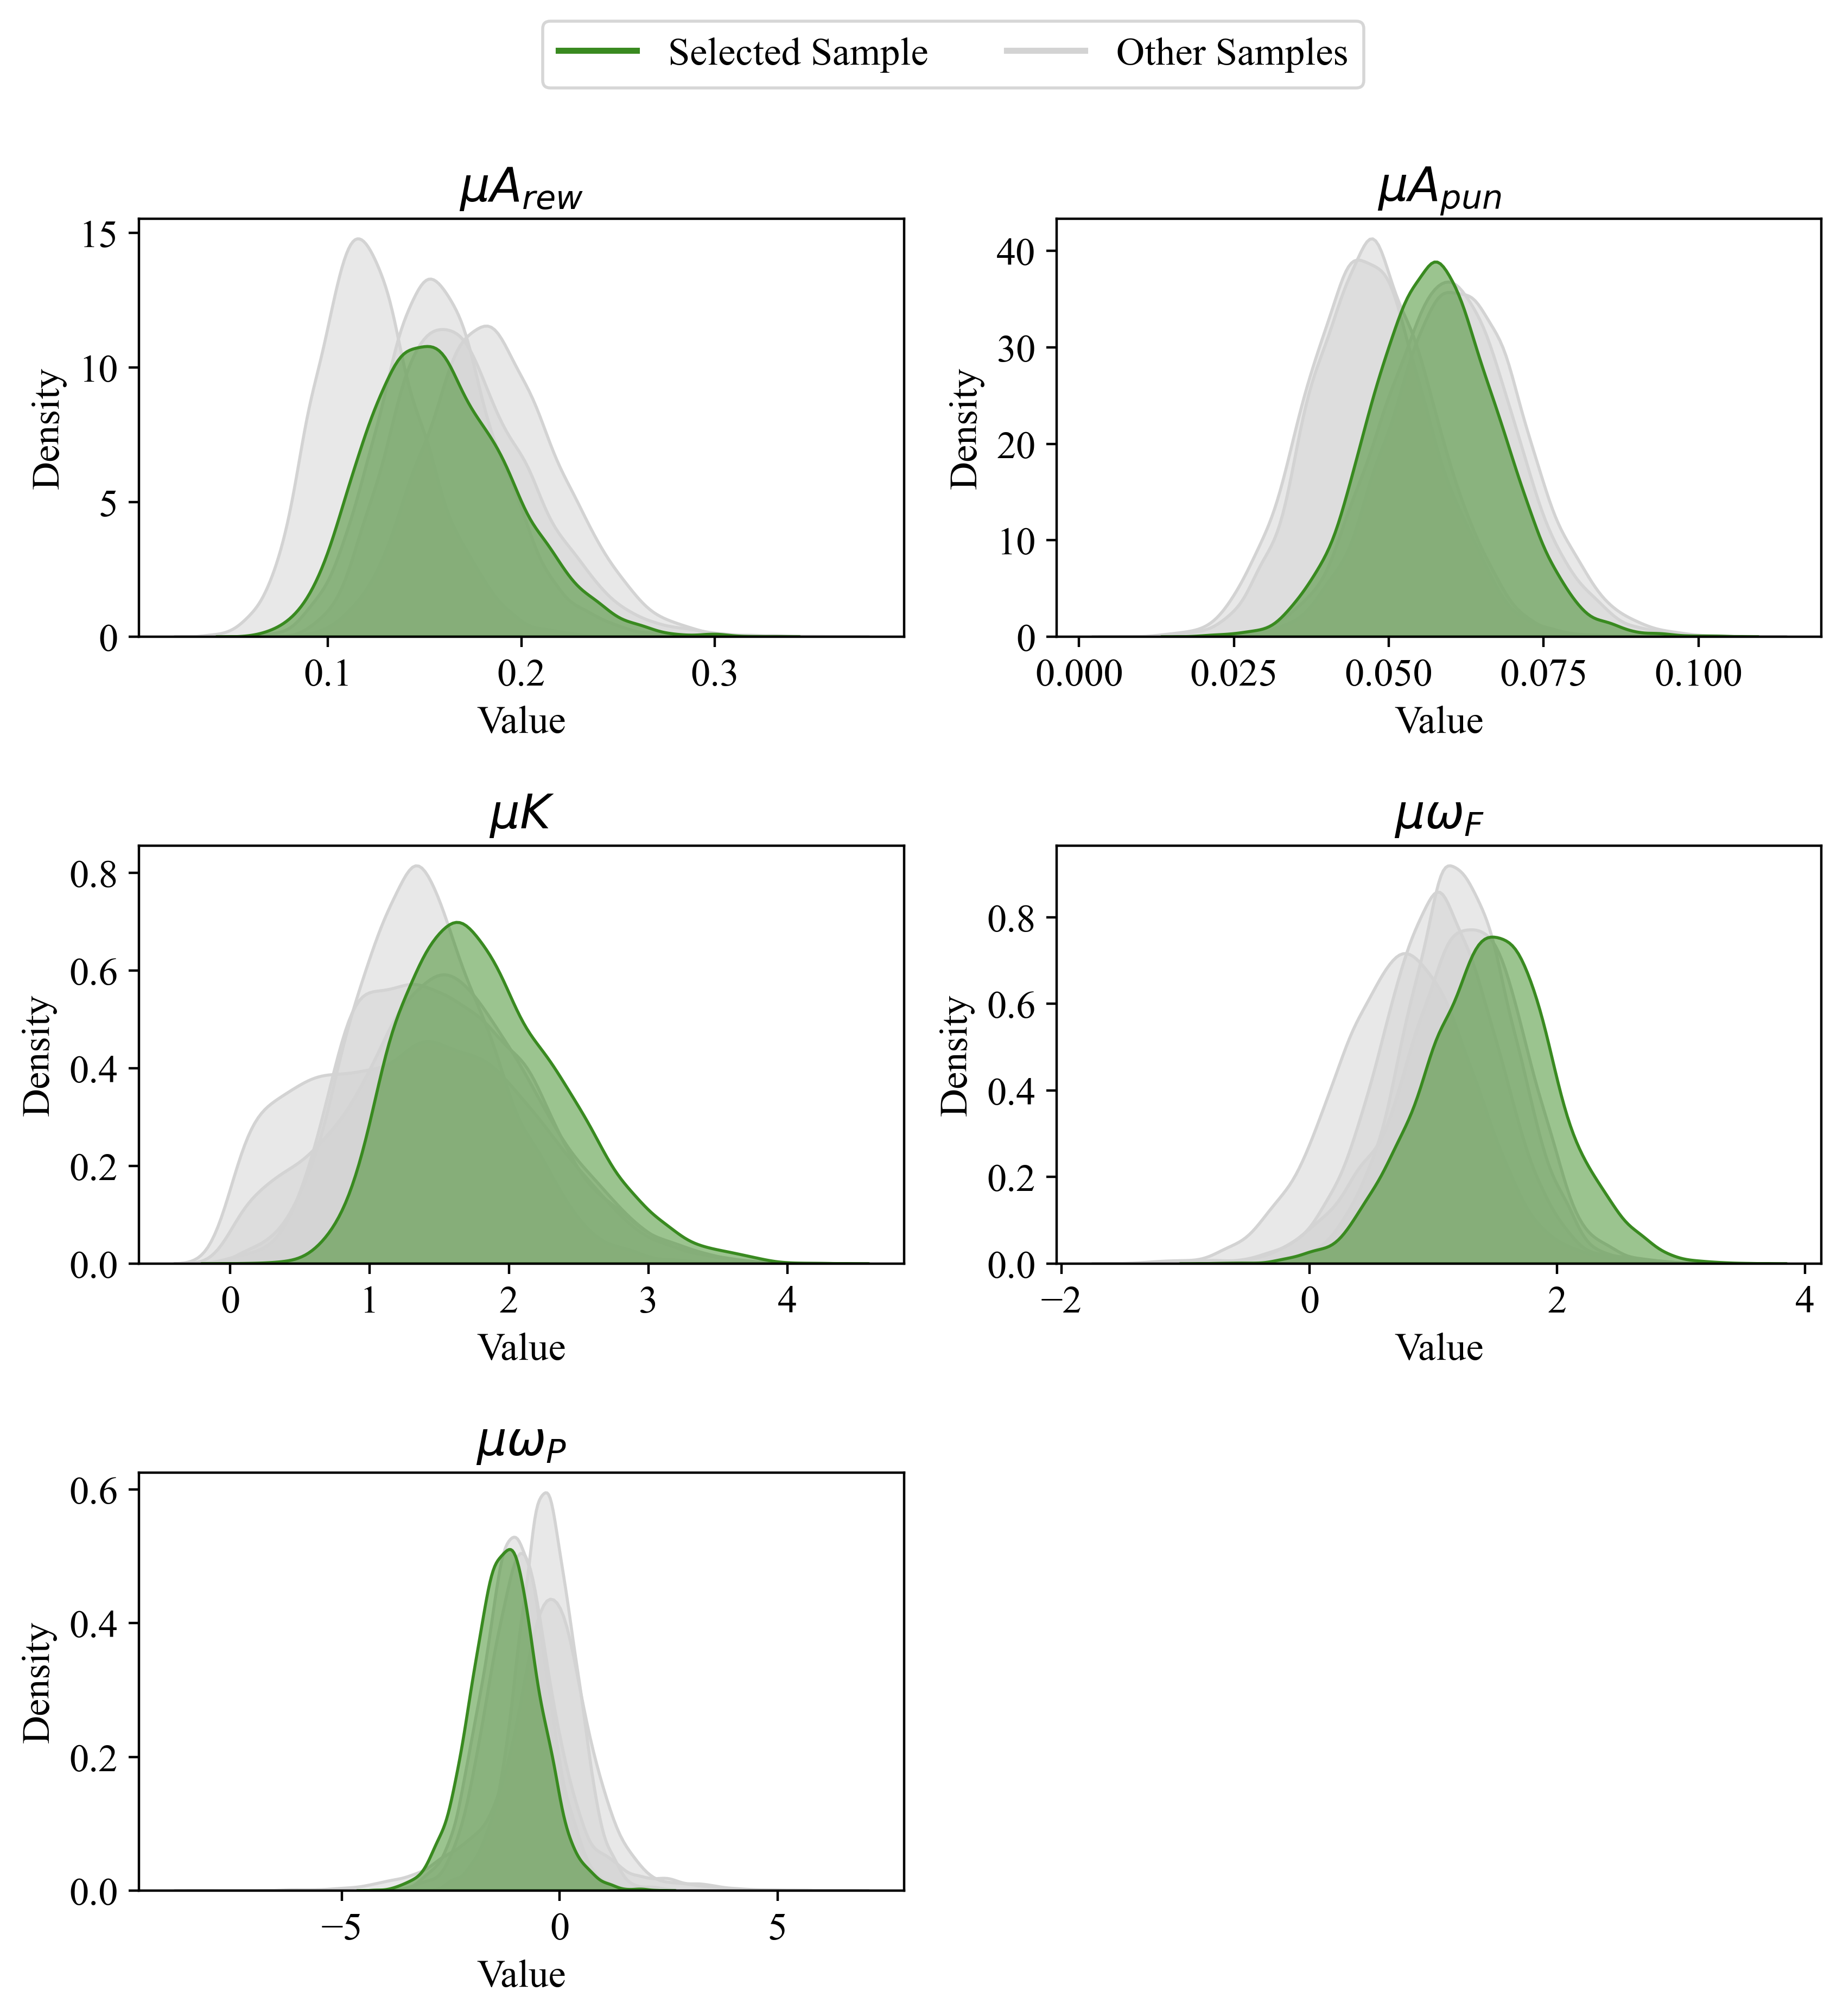 Selected Sample Other Samples
μA_rew μA_pun
15
10
5
0
Density
0.1 0.2 0.3
Value
40
30
20
10
0
Density
0.000 0.025 0.050 0.075 0.100
Value
μK μω_F
0.8
0.6
0.4
0.2
0.0
Density
0 1 2 3 4
Value
0.8
0.6
0.4
0.2
0.0
Density
−2 0 2 4
Value
μω_P
0.6
0.4
0.2
0.0
Density
−5 0 5
Value